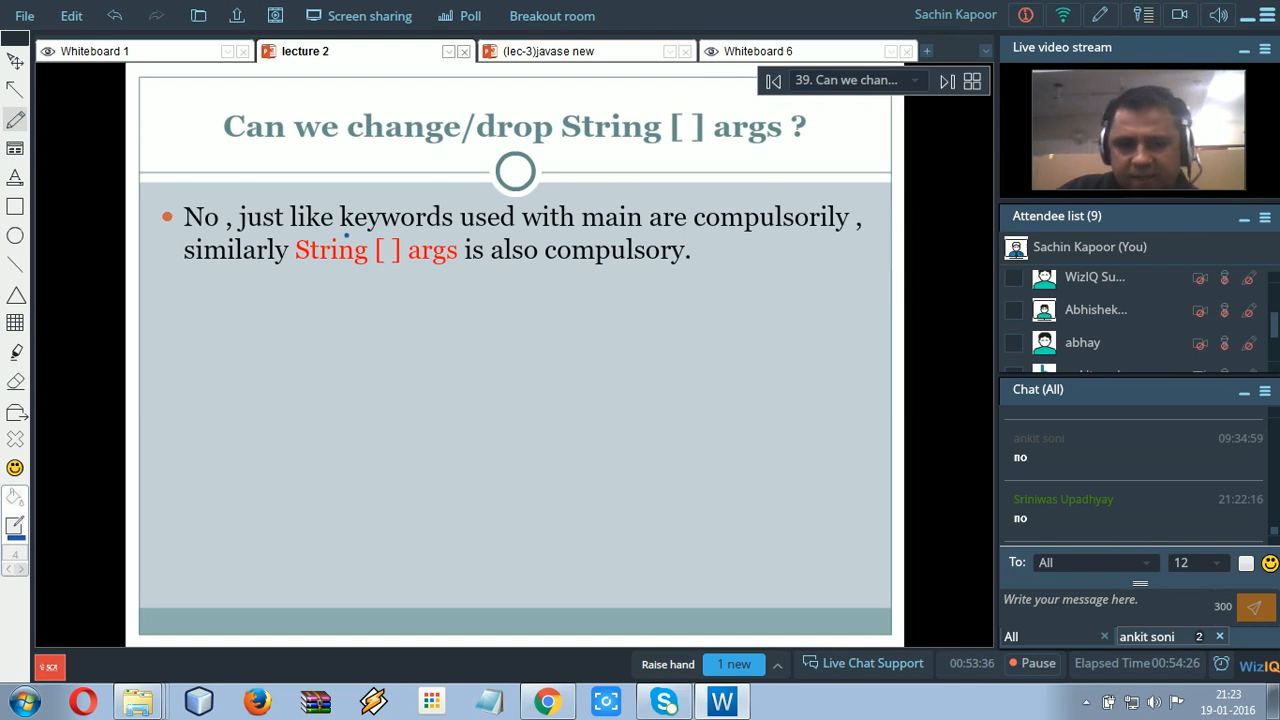 File Edit Screen sharing Poll Breakout room Sachin Kapoor
Whiteboard 1 lecture 2 (lec-3)javase new Whiteboard 6
Live video stream
39. Can we chan...
Can we change/drop String [ ] args ?
No , just like keywords used with main are compulsorily ,
similarly String [ ] args is also compulsory.
Attendee list (9)
Sachin Kapoor (You)
WizIQ Su...
Abhishek...
abhay
Chat (All)
ankit soni 09:34:59
no
Sriniwas Upadhyay 21:22:16
no
To: All 12
Write your message here. 300
All ankit soni 2
4
Raise hand 1 new Live Chat Support 00:53:36 Pause Elapsed Time 00:54:26 WizIQ
21:23
19-01-2016